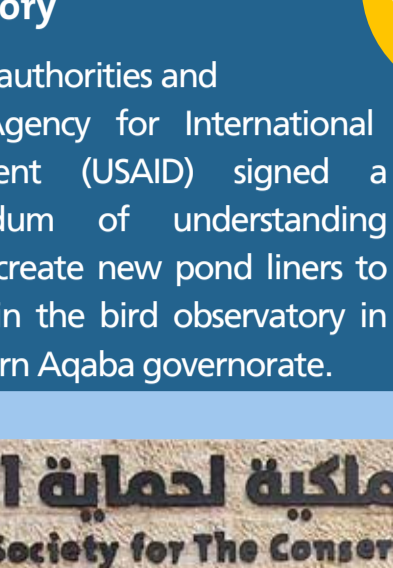 ory
authorities and
gency for International
ent (USAID) signed a
dum of understanding
create new pond liners to
in the bird observatory in
rn Aqaba governorate.
ملكية لحماية ا
Society for The Conser